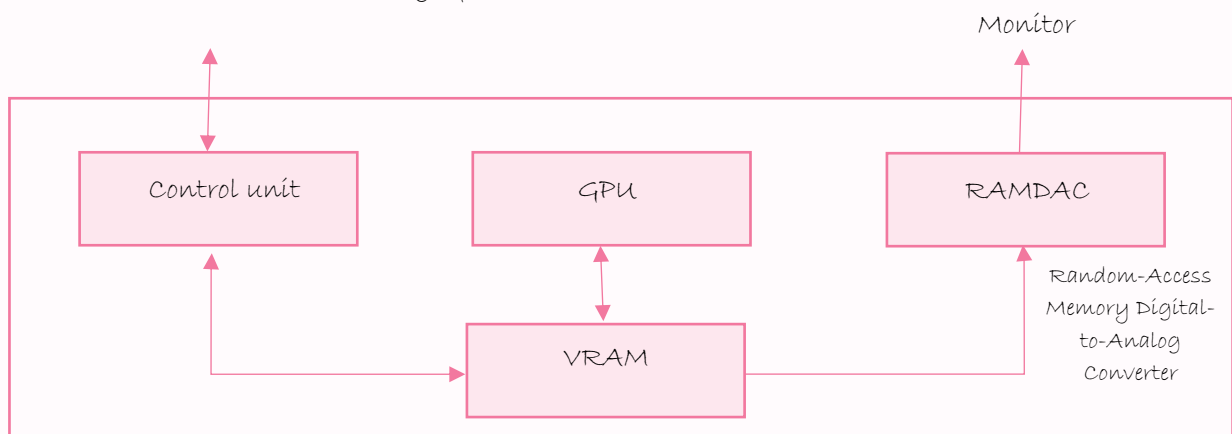 Monitor
Control unit
GPU
RAMDAC
Random-Access
Memory Digital-
to-Analog
Converter
VRAM